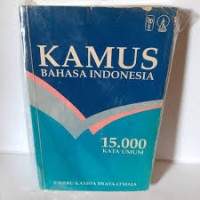 KAMUS
BAHASA INDONESIA
15.000
KATA UMUM